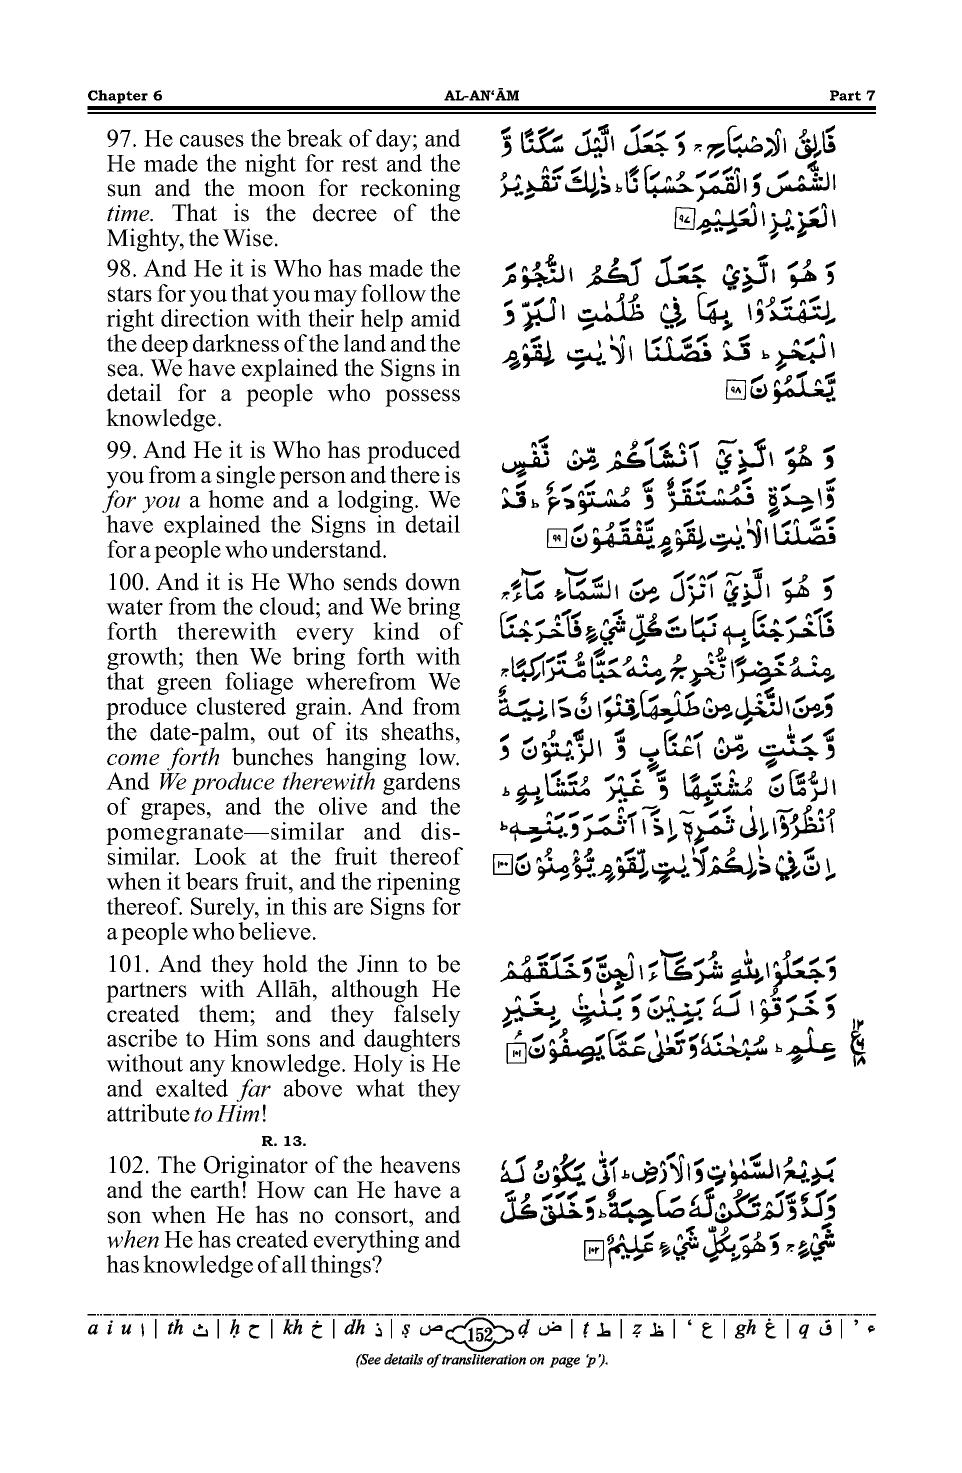 Chapter 6 AL-AN‘ĀM Part 7
97. He causes the break of day; and
He made the night for rest and the
sun and the moon for reckoning
time. That is the decree of the
Mighty, the Wise.
فَالِقُ الْاِصْبَاحِ ۚ وَ جَعَلَ الَّيْلَ سَكَنًا وَّ
الشَّمْسَ وَ الْقَمَرَ حُسْبَانًا ؕ ذٰلِكَ تَقْدِيْرُ
الْعَزِيْزِ الْعَلِيْمِ ۹۷
98. And He it is Who has made the
stars for you that you may follow the
right direction with their help amid
the deep darkness of the land and the
sea. We have explained the Signs in
detail for a people who possess
knowledge.
وَ هُوَ الَّذِيْ جَعَلَ لَكُمُ النُّجُوْمَ
لِتَهْتَدُوْا بِهَا فِيْ ظُلُمٰتِ الْبَرِّ وَ
الْبَحْرِ ؕ قَدْ فَصَّلْنَا الْاٰيٰتِ لِقَوْمٍ
يَّعْلَمُوْنَ ۹۸
99. And He it is Who has produced
you from a single person and there is
for you a home and a lodging. We
have explained the Signs in detail
for a people who understand.
وَ هُوَ الَّذِيْۤ اَنْشَاَكُمْ مِّنْ نَّفْسٍ
وَّاحِدَةٍ فَمُسْتَقَرٌّ وَّ مُسْتَوْدَعٌ ؕ قَدْ
فَصَّلْنَا الْاٰيٰتِ لِقَوْمٍ يَّفْقَهُوْنَ ۹۹
100. And it is He Who sends down
water from the cloud; and We bring
forth therewith every kind of
growth; then We bring forth with
that green foliage wherefrom We
produce clustered grain. And from
the date-palm, out of its sheaths,
come forth bunches hanging low.
And We produce therewith gardens
of grapes, and the olive and the
pomegranate—similar and dis-
similar. Look at the fruit thereof
when it bears fruit, and the ripening
thereof. Surely, in this are Signs for
a people who believe.
وَ هُوَ الَّذِيْۤ اَنْزَلَ مِنَ السَّمَآءِ مَآءً ۚ
فَاَخْرَجْنَا بِهٖ نَبَاتَ كُلِّ شَيْءٍ فَاَخْرَجْنَا
مِنْهُ خَضِرًا نُّخْرِجُ مِنْهُ حَبًّا مُّتَرَاكِبًا ۚ
وَ مِنَ النَّخْلِ مِنْ طَلْعِهَا قِنْوَانٌ دَانِيَةٌ
وَّ جَنّٰتٍ مِّنْ اَعْنَابٍ وَّ الزَّيْتُوْنَ وَ
الرُّمَّانَ مُشْتَبِهًا وَّ غَيْرَ مُتَشَابِهٍ ؕ
اُنْظُرُوْۤا اِلٰى ثَمَرِهٖۤ اِذَاۤ اَثْمَرَ وَ يَنْعِهٖ ؕ
اِنَّ فِيْ ذٰلِكُمْ لَاٰيٰتٍ لِّقَوْمٍ يُّؤْمِنُوْنَ ۱۰۰
101. And they hold the Jinn to be
partners with Allāh, although He
created them; and they falsely
ascribe to Him sons and daughters
without any knowledge. Holy is He
and exalted far above what they
attribute to Him!
وَ جَعَلُوْا لِلّٰهِ شُرَكَآءَ الْجِنَّ وَ خَلَقَهُمْ
وَ خَرَقُوْا لَهٗ بَنِيْنَ وَ بَنٰتٍۭ بِغَيْرِ
عِلْمٍ ؕ سُبْحٰنَهٗ وَ تَعٰلٰى عَمَّا يَصِفُوْنَ ۱۰۱
R. 13.
102. The Originator of the heavens
and the earth! How can He have a
son when He has no consort, and
when He has created everything and
has knowledge of all things?
بَدِيْعُ السَّمٰوٰتِ وَ الْاَرْضِ ؕ اَنّٰى يَكُوْنُ لَهٗ
وَلَدٌ وَّ لَمْ تَكُنْ لَّهٗ صَاحِبَةٌ ؕ وَ خَلَقَ كُلَّ
شَيْءٍ ۚ وَ هُوَ بِكُلِّ شَيْءٍ عَلِيْمٌ ۱۰۲
a i u ا | th ث | ḥ ح | kh خ | dh ذ | ṣ ص 152 ḍ ض | ṭ ط | ẓ ظ | ‘ ع | gh غ | q ق | ’ ء
(See details of transliteration on page ‘p’).